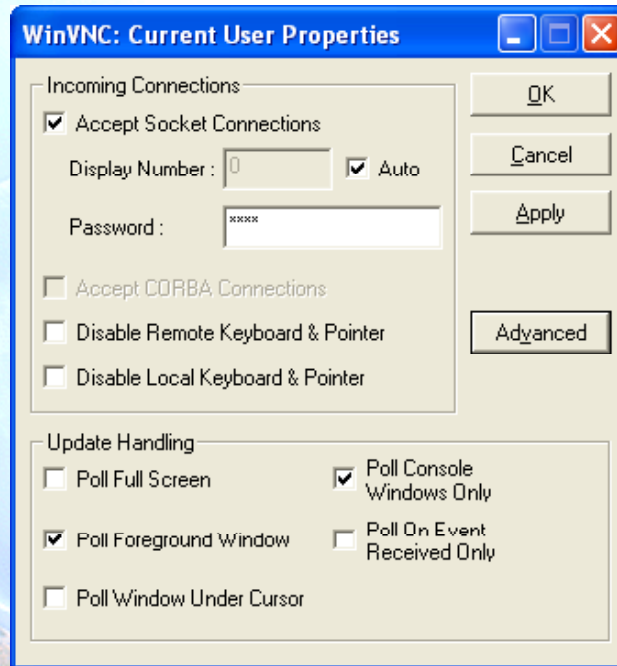 WinVNC: Current User Properties
Incoming Connections
Accept Socket Connections
Display Number : 0 Auto
Password : ****
Accept CORBA Connections
Disable Remote Keyboard & Pointer
Disable Local Keyboard & Pointer
OK
Cancel
Apply
Advanced
Update Handling
Poll Full Screen
Poll Console
Windows Only
Poll Foreground Window
Poll On Event
Received Only
Poll Window Under Cursor